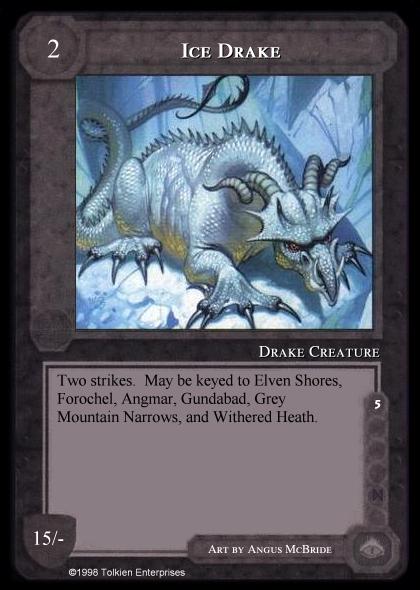 2
ICE DRAKE
DRAKE CREATURE
Two strikes. May be keyed to Elven Shores,
Forochel, Angmar, Gundabad, Grey
Mountain Narrows, and Withered Heath.
5
15/-
ART BY ANGUS MCBRIDE
©1998 Tolkien Enterprises